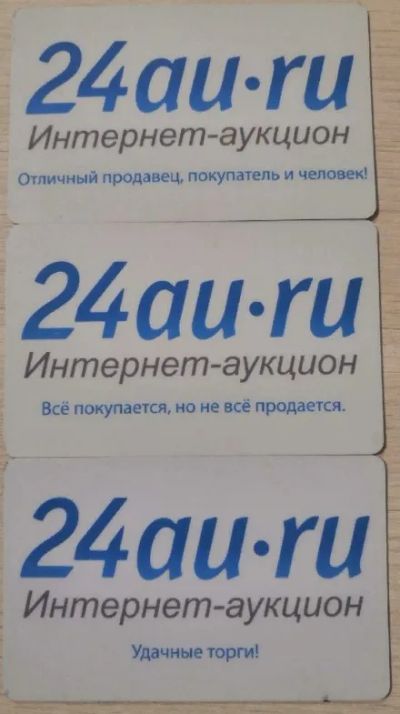 24au.ru
Интернет-аукцион
Отличный продавец, покупатель и человек!
24au.ru
Интернет-аукцион
Всё покупается, но не всё продается.
24au.ru
Интернет-аукцион
Удачные торги!